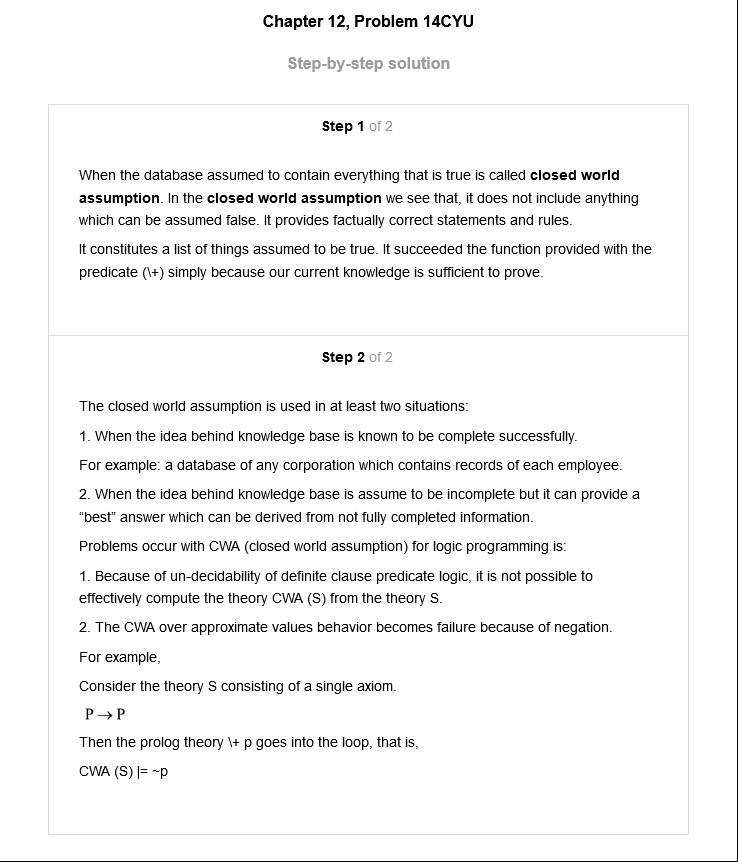 Chapter 12, Problem 14CYU
Step-by-step solution
Step 1 of 2
When the database assumed to contain everything that is true is called closed world
assumption. In the closed world assumption we see that, it does not include anything
which can be assumed false. It provides factually correct statements and rules.
It constitutes a list of things assumed to be true. It succeeded the function provided with the
predicate (\+) simply because our current knowledge is sufficient to prove.
Step 2 of 2
The closed world assumption is used in at least two situations:
1. When the idea behind knowledge base is known to be complete successfully.
For example: a database of any corporation which contains records of each employee.
2. When the idea behind knowledge base is assume to be incomplete but it can provide a
“best” answer which can be derived from not fully completed information.
Problems occur with CWA (closed world assumption) for logic programming is:
1. Because of un-decidability of definite clause predicate logic, it is not possible to
effectively compute the theory CWA (S) from the theory S.
2. The CWA over approximate values behavior becomes failure because of negation.
For example,
Consider the theory S consisting of a single axiom.
P→P
Then the prolog theory \+ p goes into the loop, that is,
CWA (S) |= ~p